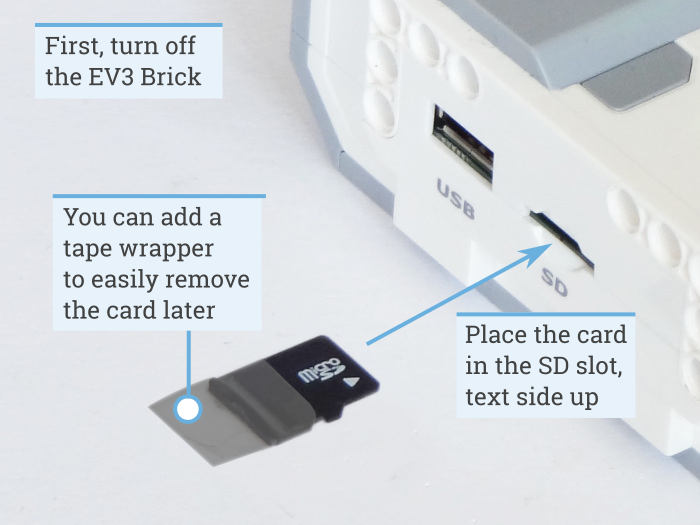 First, turn off
the EV3 Brick
USB
You can add a
tape wrapper
to easily remove
the card later
SD
micro
SD
Place the card
in the SD slot,
text side up